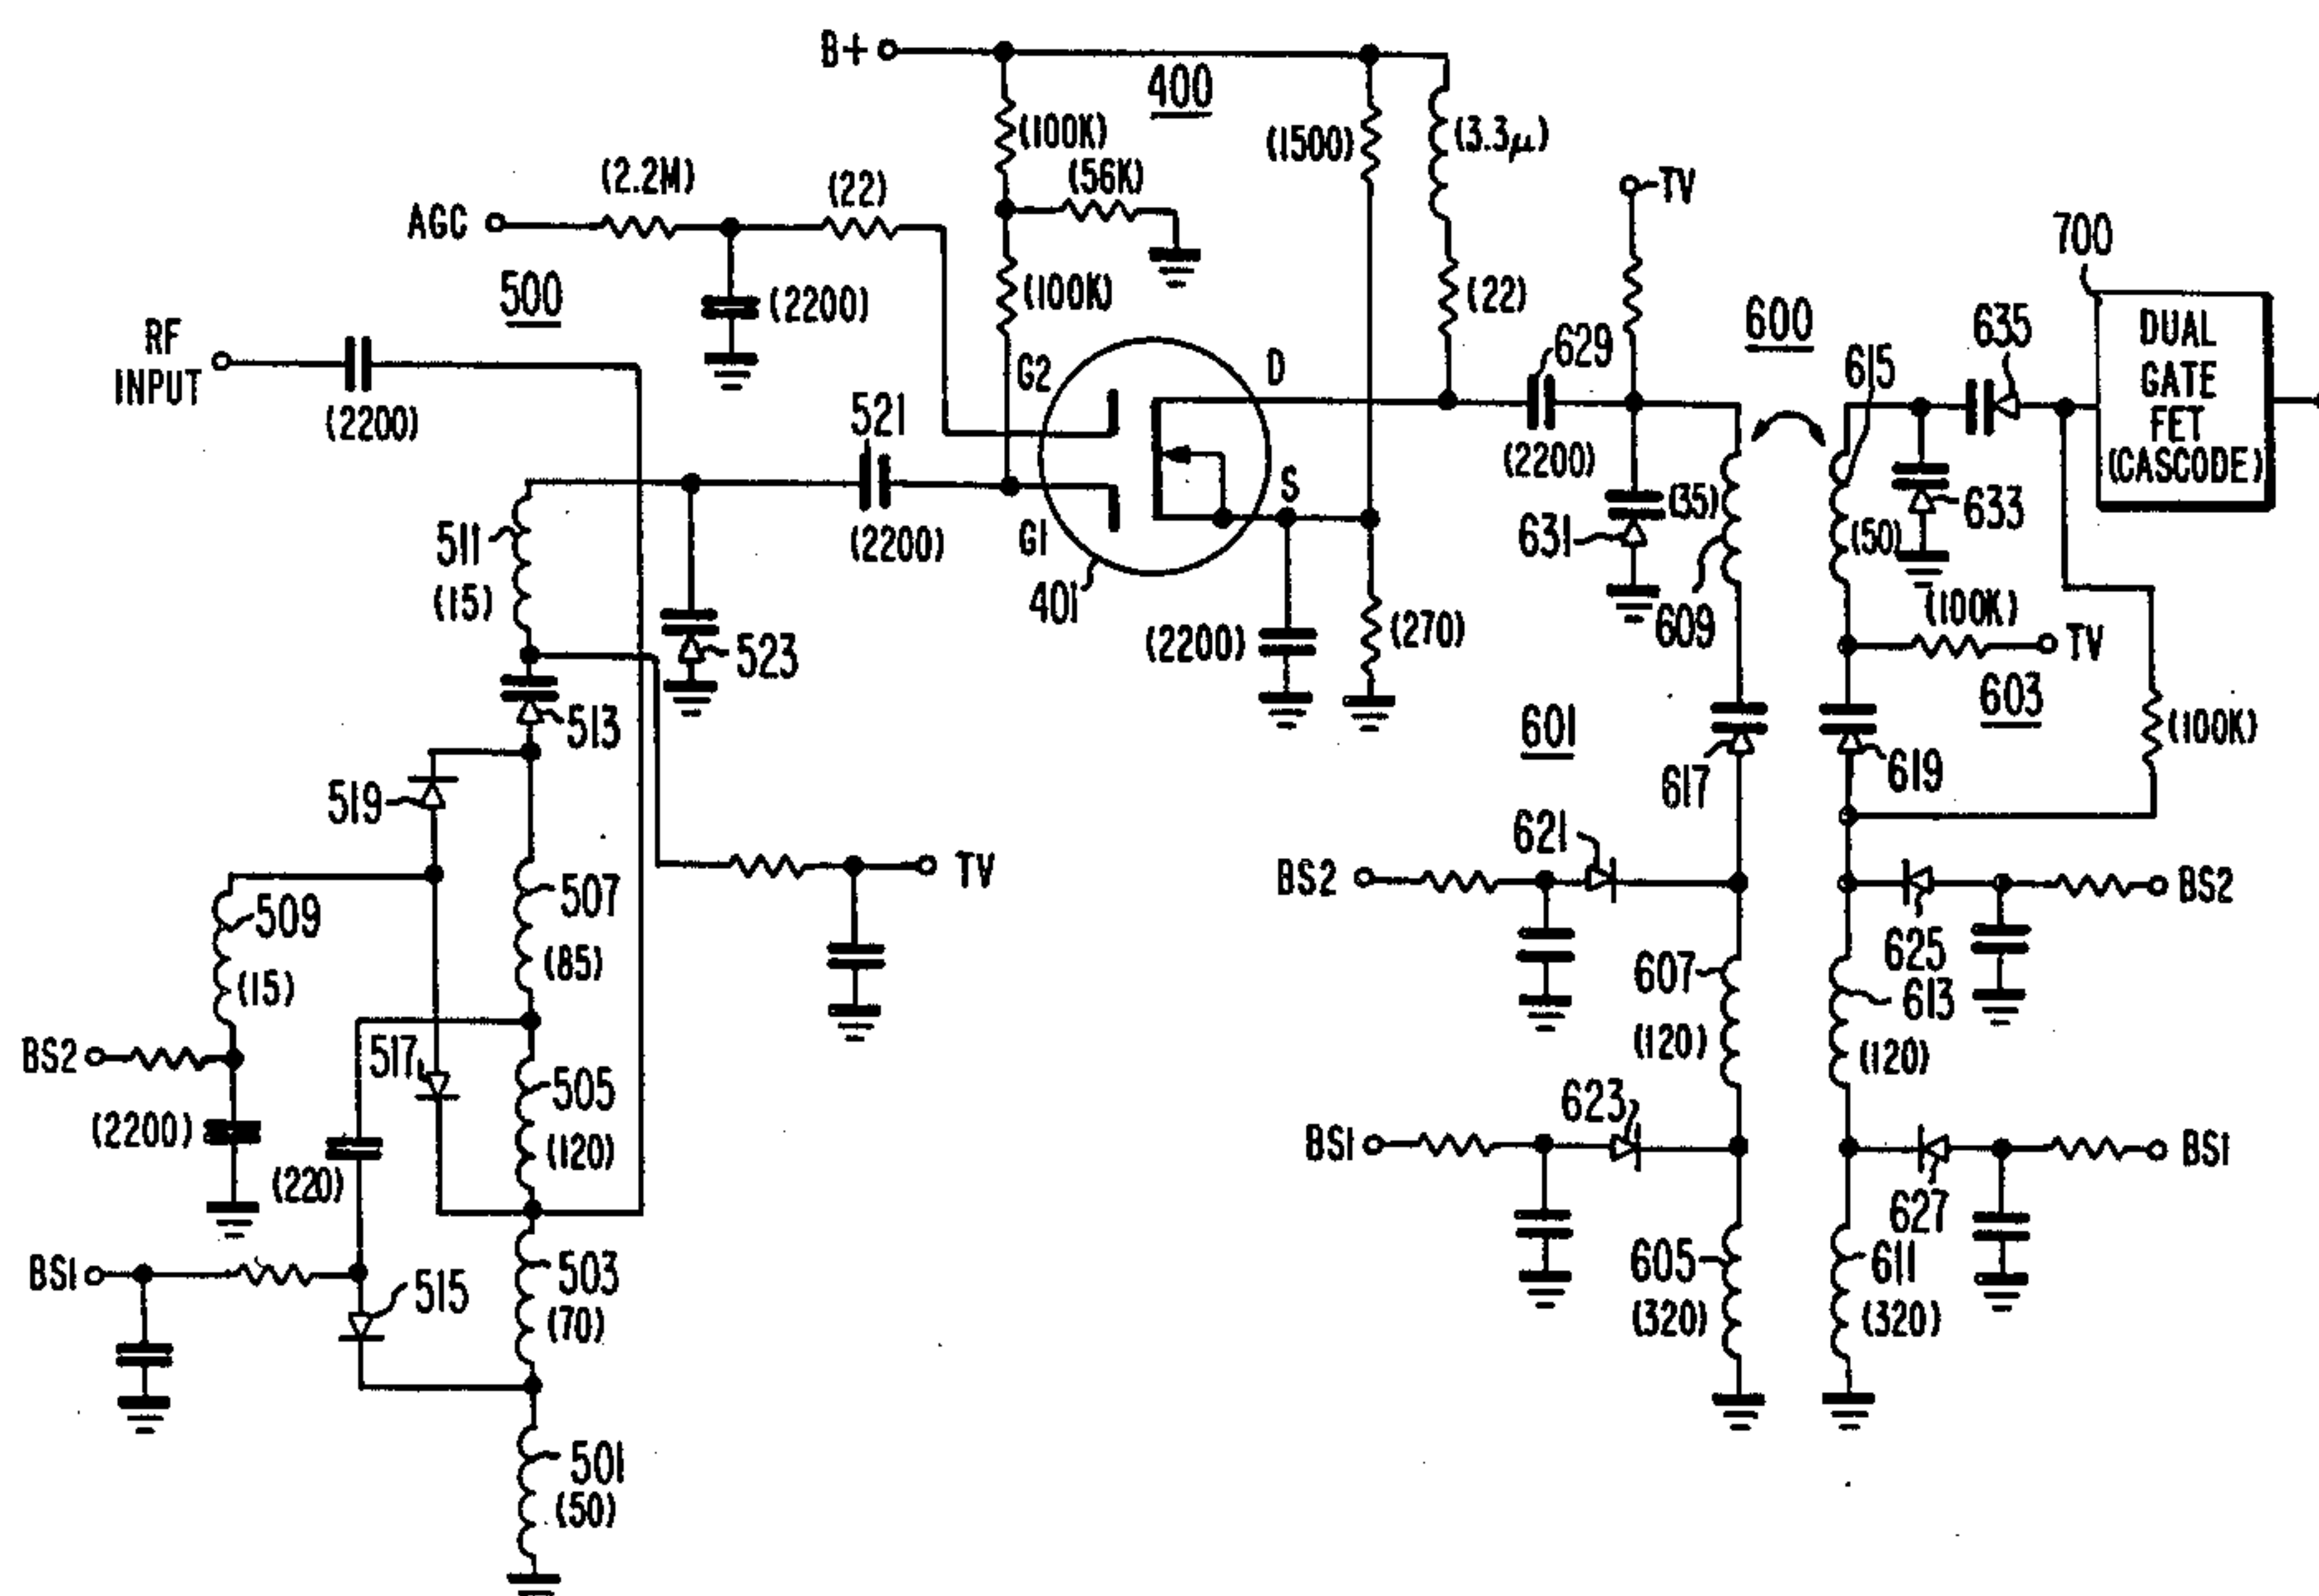 B+
400
(100K)
(1500)
(3.3μ)
(56K)
(2.2M)
(22)
AGC
TV
500
(2200)
(100K)
(22)
700
RF
INPUT
(2200)
G2
D
629
600
615
635
DUAL
GATE
FET
(CASCODE)
521
(2200)
S
G1
401
(2200)
631
(35)
609
(50)
633
511
(15)
523
(2200)
(270)
(100K)
TV
603
513
601
617
619
(100K)
519
621
BS2
625
BS2
507
(85)
TV
509
(15)
607
(120)
613
(120)
BS2
517
505
(120)
(2200)
(220)
BS1
623
627
BS1
BS1
515
503
(70)
605
(320)
611
(320)
501
(50)